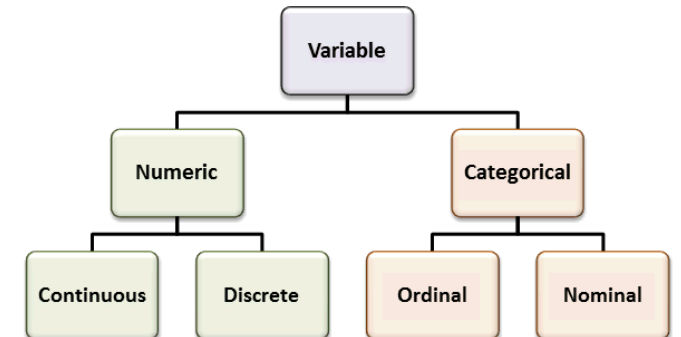 Variable
Numeric
Categorical
Continuous
Discrete
Ordinal
Nominal